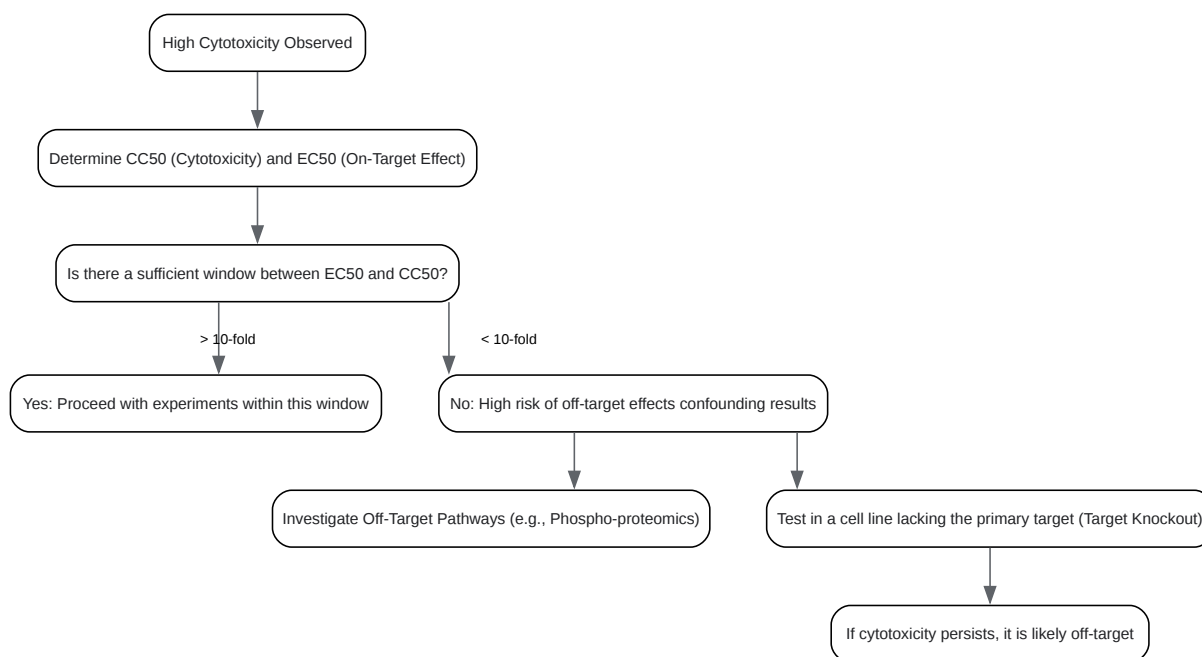 High Cytotoxicity Observed
Determine CC50 (Cytotoxicity) and EC50 (On-Target Effect)
Is there a sufficient window between EC50 and CC50?
> 10-fold
< 10-fold
Yes: Proceed with experiments within this window
No: High risk of off-target effects confounding results
Investigate Off-Target Pathways (e.g., Phospho-proteomics)
Test in a cell line lacking the primary target (Target Knockout)
If cytotoxicity persists, it is likely off-target